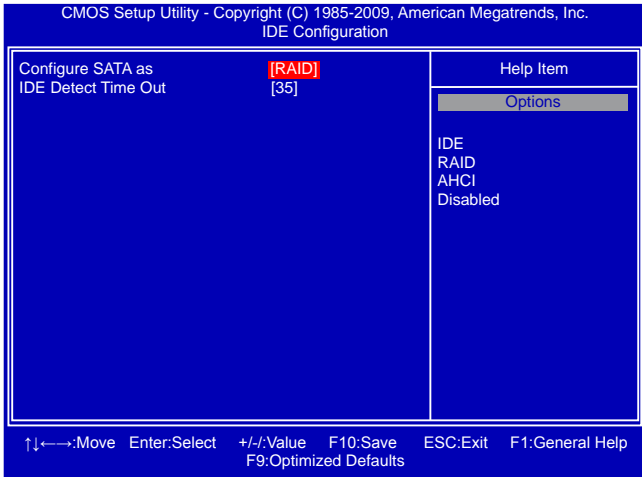 CMOS Setup Utility - Copyright (C) 1985-2009, American Megatrends, Inc.
IDE Configuration
Configure SATA as [RAID]
IDE Detect Time Out [35]
Help Item
Options
IDE
RAID
AHCI
Disabled
↑↓←→:Move Enter:Select +/-/:Value F10:Save ESC:Exit F1:General Help
F9:Optimized Defaults